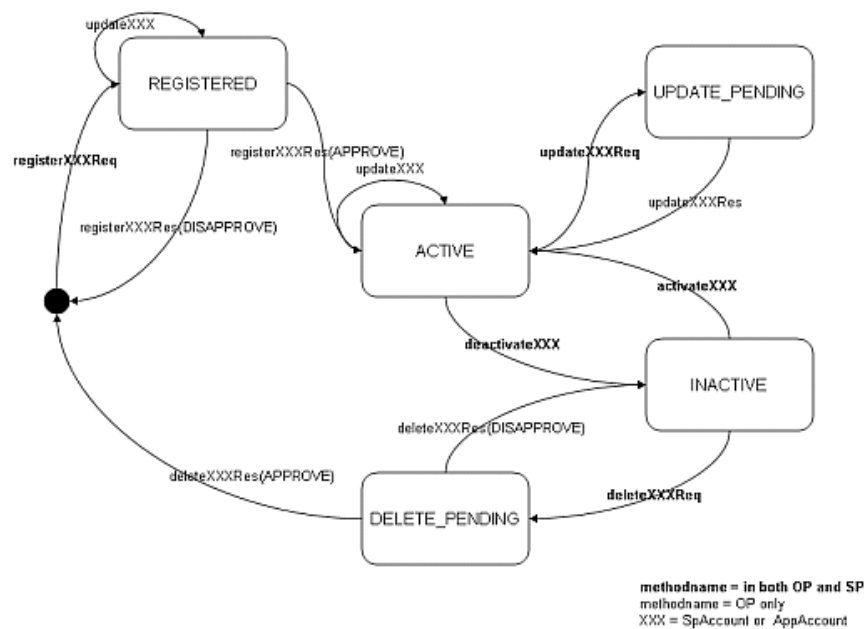 updateXXX
REGISTERED
UPDATE_PENDING
registerXXXReq
registerXXXRes(APPROVE)
updateXXXReq
updateXXX
updateXXXRes
registerXXXRes(DISAPPROVE)
ACTIVE
activateXXX
deactivateXXX
INACTIVE
deleteXXXRes(DISAPPROVE)
deleteXXXRes(APPROVE)
deleteXXXReq
DELETE_PENDING
methodname = in both OP and SP
methodname = OP only
XXX = SpAccount or AppAccount